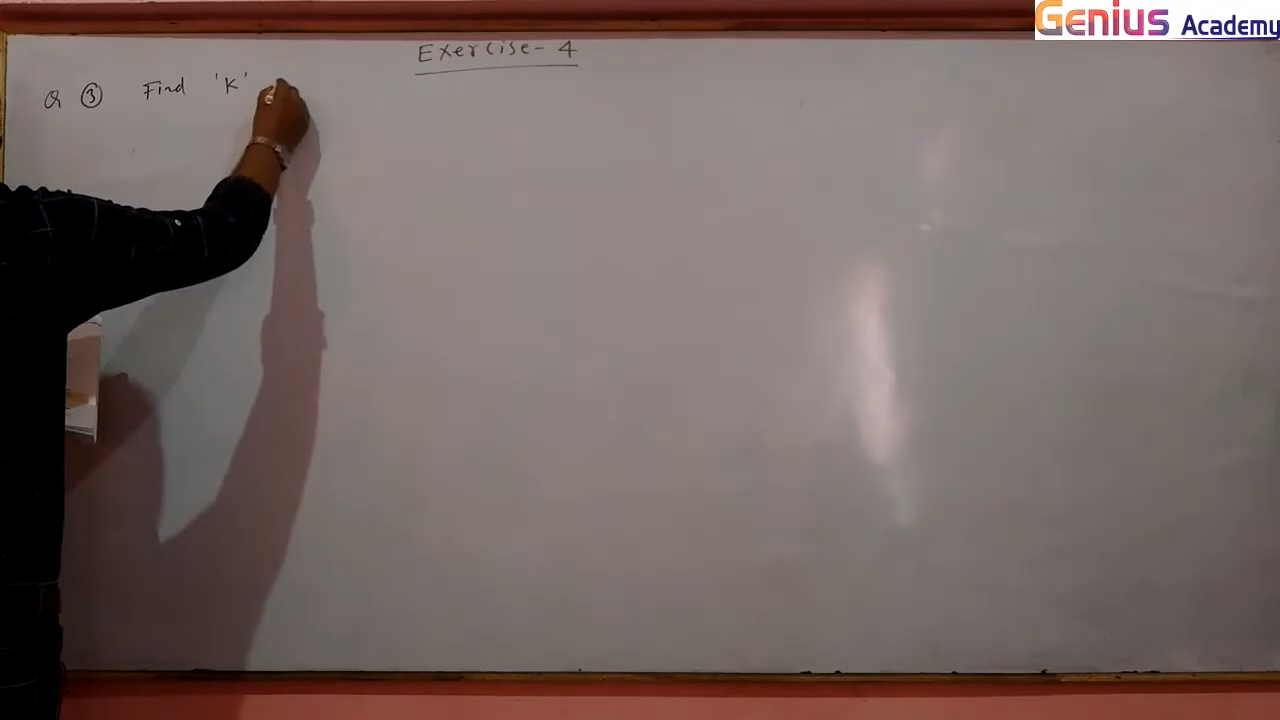 Genius Academy
Exercise - 4
Q ③ Find 'K'